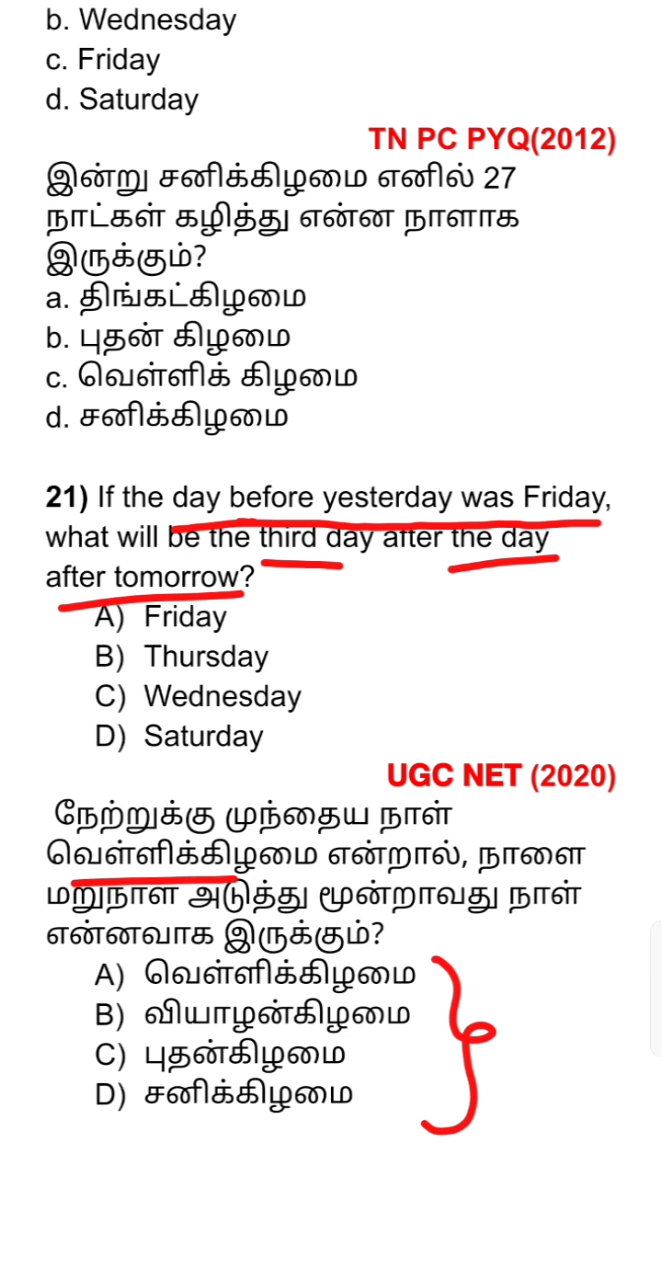 b. Wednesday
c. Friday
d. Saturday
TN PC PYQ(2012)
இன்று சனிக்கிழமை எனில் 27
நாட்கள் கழித்து என்ன நாளாக
இருக்கும்?
a. திங்கட்கிழமை
b. புதன் கிழமை
c. வெள்ளிக் கிழமை
d. சனிக்கிழமை
21) If the day before yesterday was Friday,
what will be the third day after the day
after tomorrow?
A) Friday
B) Thursday
C) Wednesday
D) Saturday
UGC NET (2020)
நேற்றுக்கு முந்தைய நாள்
வெள்ளிக்கிழமை என்றால், நாளை
மறுநாள் அடுத்து மூன்றாவது நாள்
என்னவாக இருக்கும்?
A) வெள்ளிக்கிழமை
B) வியாழன்கிழமை
C) புதன்கிழமை
D) சனிக்கிழமை